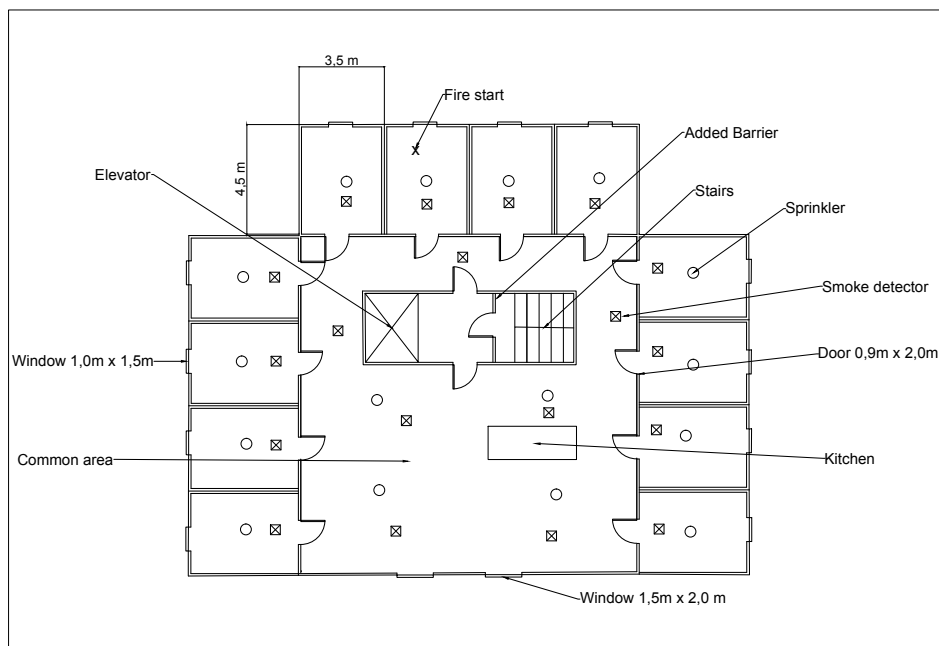 3,5 m
Fire start
Added Barrier
4,5 m
Elevator
Stairs
X
Sprinkler
Smoke detector
Window 1,0m x 1,5m
Door 0,9m x 2,0m
Common area
Kitchen
Window 1,5m x 2,0 m